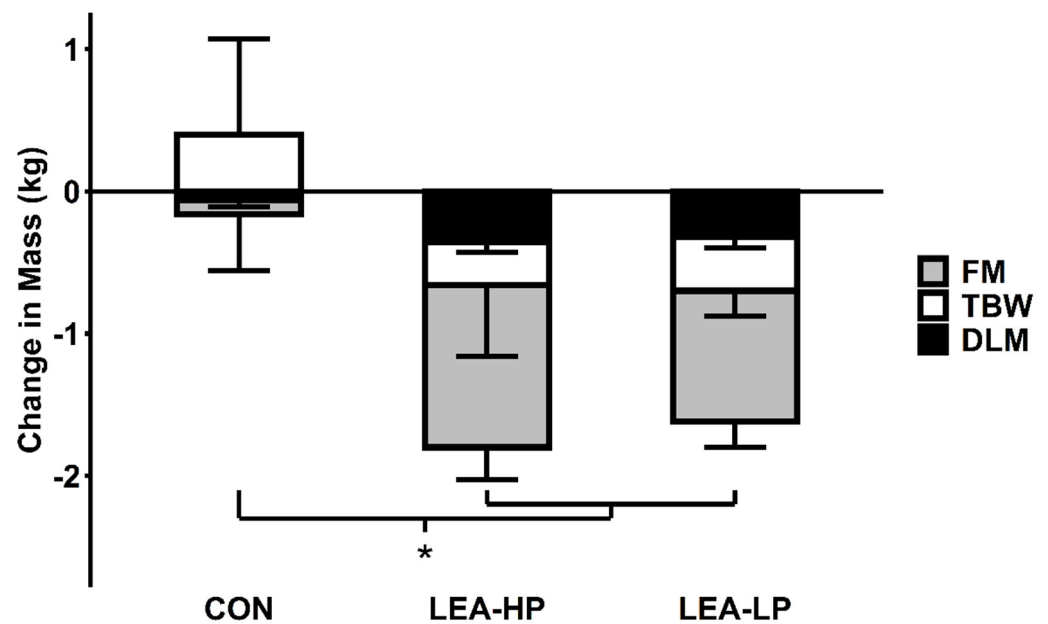 Change in Mass (kg)
1
0
-1
-2
FM
TBW
DLM
*
CON LEA-HP LEA-LP